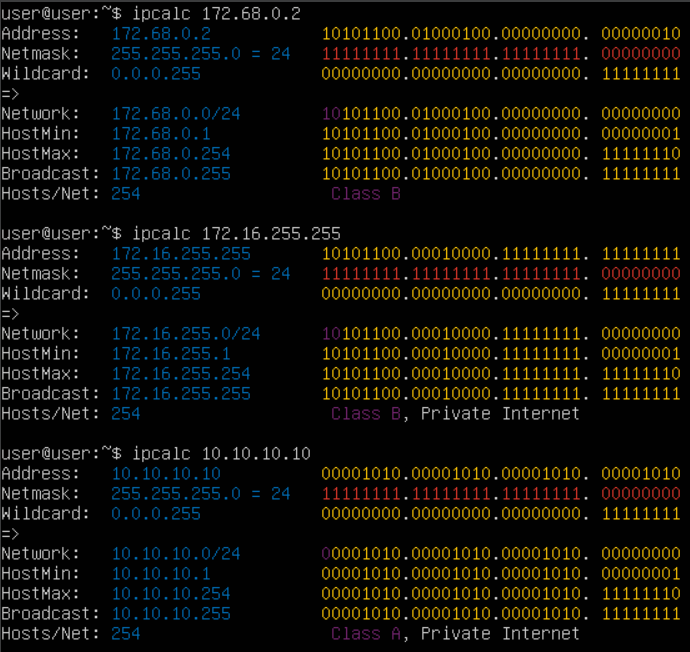 user@user:~$ ipcalc 172.68.0.2
Address:   172.68.0.2           10101100.01000100.00000000. 00000010
Netmask:   255.255.255.0 = 24   11111111.11111111.11111111. 00000000
Wildcard:  0.0.0.255            00000000.00000000.00000000. 11111111
=>
Network:   172.68.0.0/24        10101100.01000100.00000000. 00000000
HostMin:   172.68.0.1           10101100.01000100.00000000. 00000001
HostMax:   172.68.0.254         10101100.01000100.00000000. 11111110
Broadcast: 172.68.0.255         10101100.01000100.00000000. 11111111
Hosts/Net: 254                   Class B

user@user:~$ ipcalc 172.16.255.255
Address:   172.16.255.255       10101100.00010000.11111111. 11111111
Netmask:   255.255.255.0 = 24   11111111.11111111.11111111. 00000000
Wildcard:  0.0.0.255            00000000.00000000.00000000. 11111111
=>
Network:   172.16.255.0/24      10101100.00010000.11111111. 00000000
HostMin:   172.16.255.1         10101100.00010000.11111111. 00000001
HostMax:   172.16.255.254       10101100.00010000.11111111. 11111110
Broadcast: 172.16.255.255       10101100.00010000.11111111. 11111111
Hosts/Net: 254                   Class B, Private Internet

user@user:~$ ipcalc 10.10.10.10
Address:   10.10.10.10          00001010.00001010.00001010. 00001010
Netmask:   255.255.255.0 = 24   11111111.11111111.11111111. 00000000
Wildcard:  0.0.0.255            00000000.00000000.00000000. 11111111
=>
Network:   10.10.10.0/24        00001010.00001010.00001010. 00000000
HostMin:   10.10.10.1           00001010.00001010.00001010. 00000001
HostMax:   10.10.10.254         00001010.00001010.00001010. 11111110
Broadcast: 10.10.10.255         00001010.00001010.00001010. 11111111
Hosts/Net: 254                   Class A, Private Internet